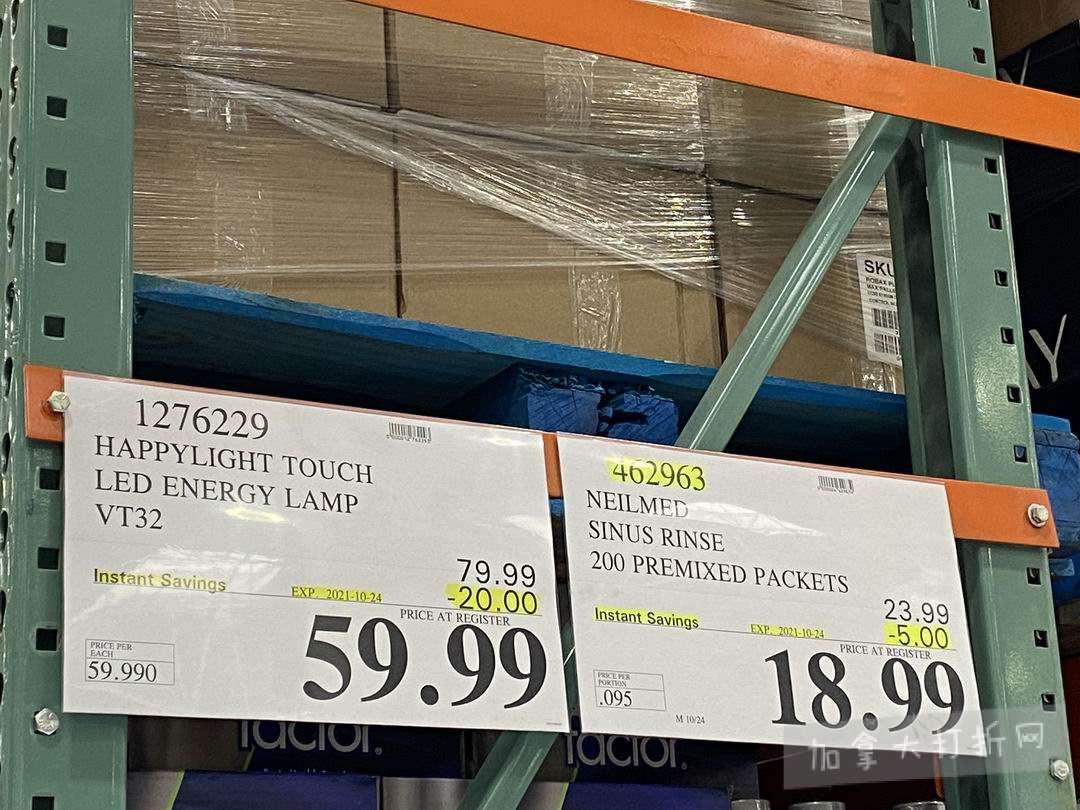 SKU
1276229
HAPPYLIGHT TOUCH
LED ENERGY LAMP
VT32
79.99
Instant Savings EXP. 2021-10-24 -20.00
PRICE AT REGISTER
PRICE PER
EACH
59.990
59.99
462963
NEILMED
SINUS RINSE
200 PREMIXED PACKETS
23.99
Instant Savings EXP. 2021-10-24 -5.00
PRICE AT REGISTER
PRICE PER
PORTION
.095
M 10/24
18.99
factor.
factor.
加拿大打折网